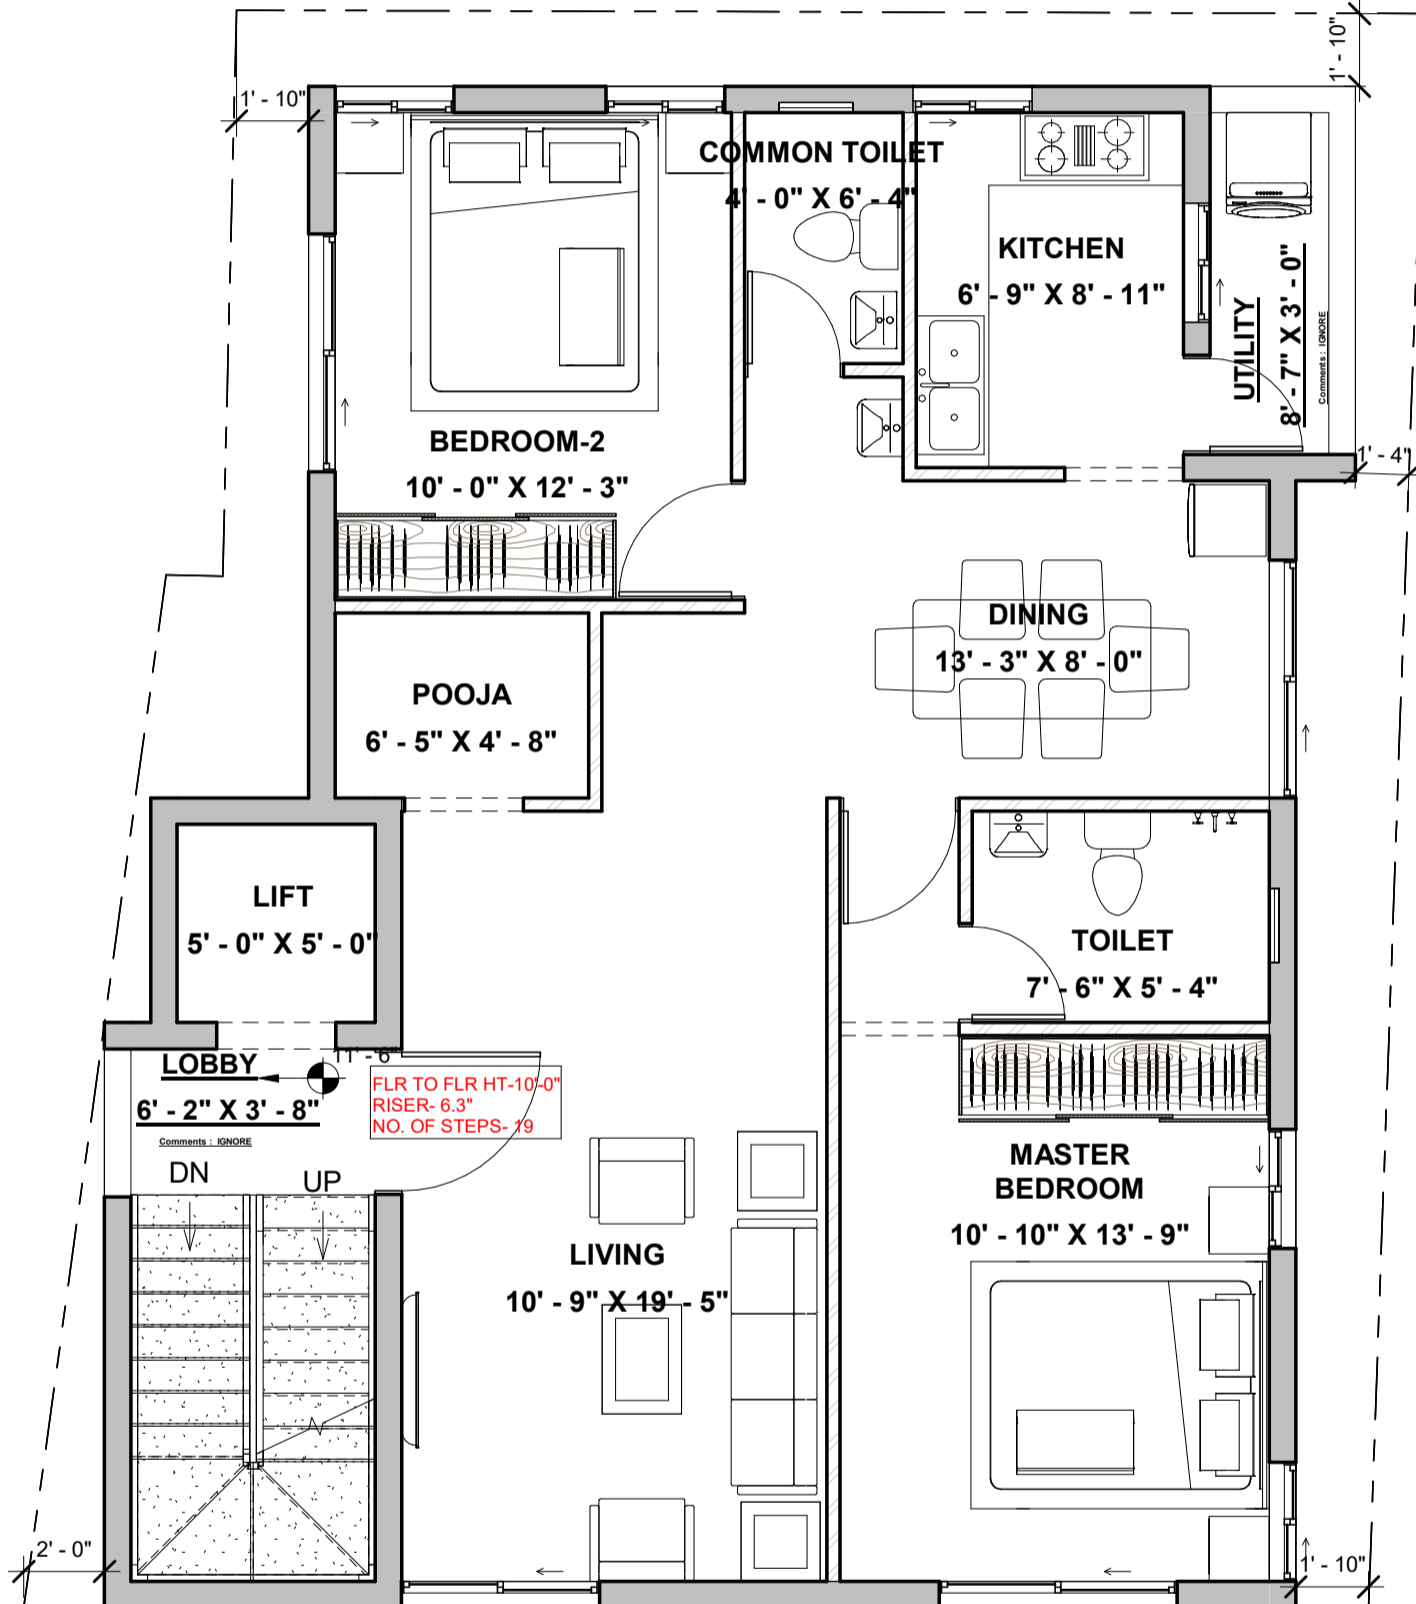 1' - 10"
1' - 10"
COMMON TOILET
4' - 0" X 6' - 4"
KITCHEN
6' - 9" X 8' - 11"
UTILITY
8' - 7" X 3' - 0"
Comments : IGNORE
BEDROOM-2
10' - 0" X 12' - 3"
1' - 4"
DINING
13' - 3" X 8' - 0"
POOJA
6' - 5" X 4' - 8"
LIFT
5' - 0" X 5' - 0"
TOILET
7' - 6" X 5' - 4"
LOBBY
6' - 2" X 3' - 8"
Comments : IGNORE
11' - 6"
FLR TO FLR HT-10'-0"
RISER- 6.3"
NO. OF STEPS- 19
DN
UP
MASTER
BEDROOM
10' - 10" X 13' - 9"
LIVING
10' - 9" X 19' - 5"
2' - 0"
1' - 10"